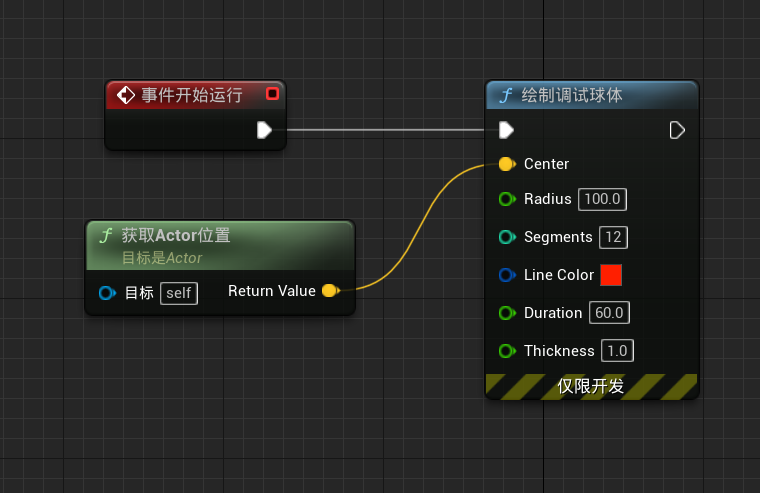 事件开始运行
绘制调试球体
Center
Radius 100.0
Segments 12
Line Color
Duration 60.0
Thickness 1.0
仅限开发
获取Actor位置
目标是Actor
目标 self Return Value